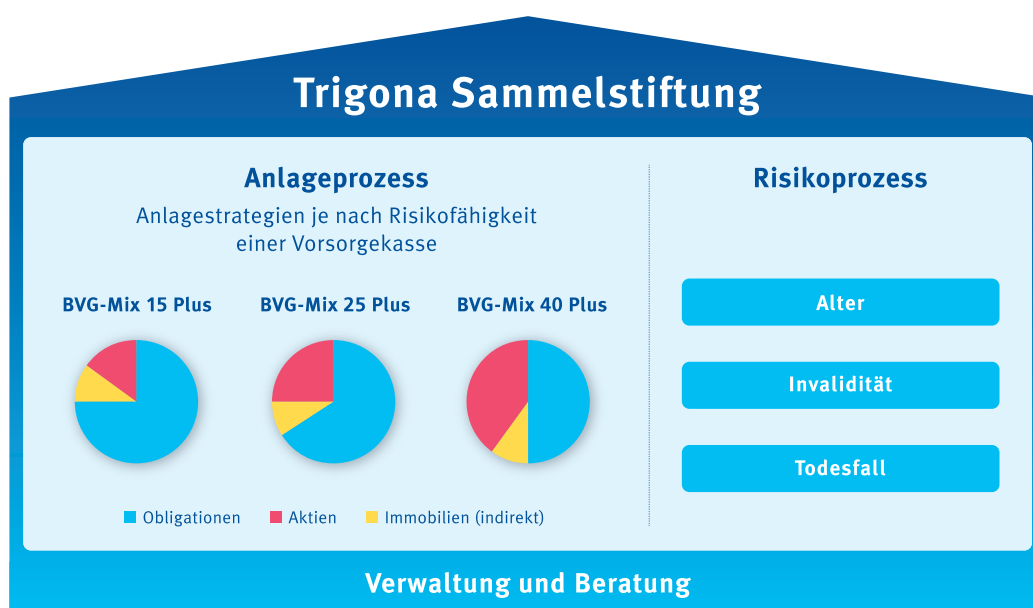 Trigona Sammelstiftung
Anlageprozess
Anlagestrategien je nach Risikofähigkeit
einer Vorsorgekasse
BVG-Mix 15 Plus
BVG-Mix 25 Plus
BVG-Mix 40 Plus
Obligationen
Aktien
Immobilien (indirekt)
Risikoprozess
Alter
Invalidität
Todesfall
Verwaltung und Beratung